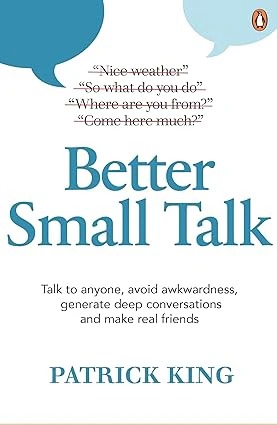 "Nice weather"
"So what do you do"
"Where are you from?"
"Come here much?"
Better
Small Talk
Talk to anyone, avoid awkwardness,
generate deep conversations
and make real friends
PATRICK KING